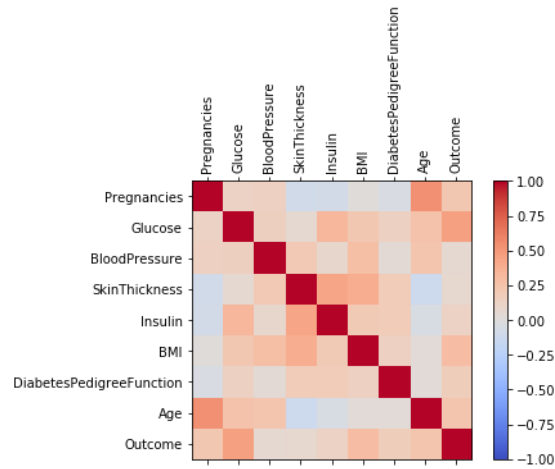 Pregnancies
Glucose
BloodPressure
SkinThickness
Insulin
BMI
DiabetesPedigreeFunction
Age
Outcome
Pregnancies
Glucose
BloodPressure
SkinThickness
Insulin
BMI
DiabetesPedigreeFunction
Age
Outcome
1.00
0.75
0.50
0.25
0.00
−0.25
−0.50
−0.75
−1.00